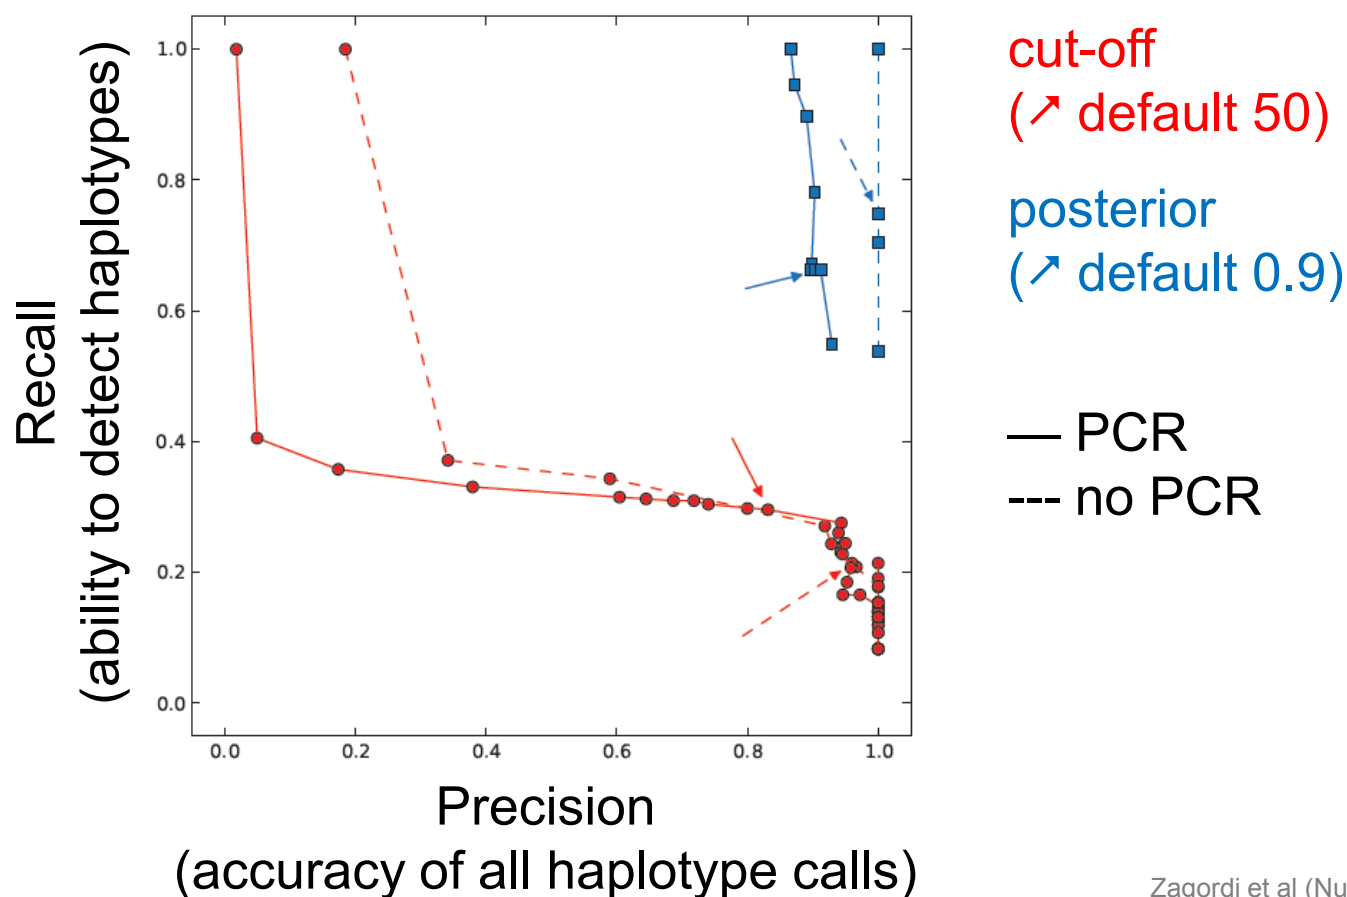 1.0
0.8
0.6
0.4
0.2
0.0
0.0 0.2 0.4 0.6 0.8 1.0
Recall
(ability to detect haplotypes)
Precision
(accuracy of all haplotype calls)
cut-off
(↗ default 50)
posterior
(↗ default 0.9)
— PCR
--- no PCR
Zagordi et al (Nu